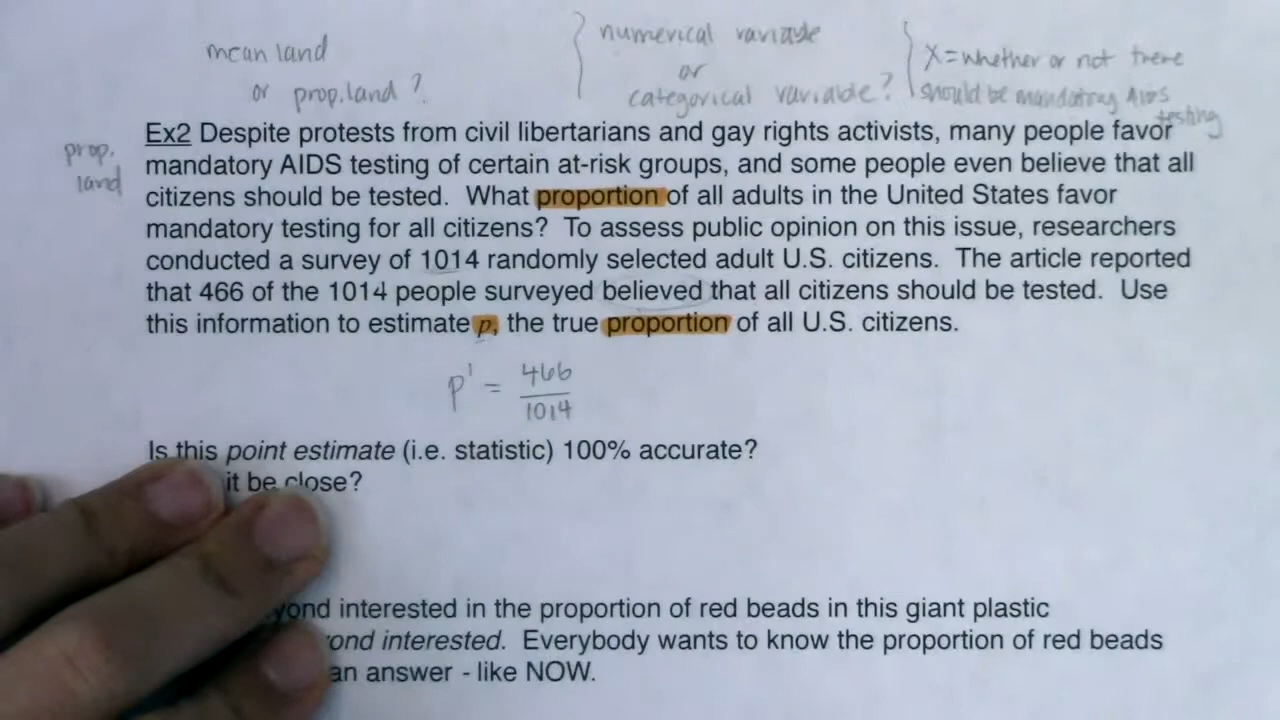 mean land
or prop. land?
numerical variable
or
categorical variable?
X = whether or not there
should be mandatory AIDS
testing
prop.
land
Ex2 Despite protests from civil libertarians and gay rights activists, many people favor
mandatory AIDS testing of certain at-risk groups, and some people even believe that all
citizens should be tested. What proportion of all adults in the United States favor
mandatory testing for all citizens? To assess public opinion on this issue, researchers
conducted a survey of 1014 randomly selected adult U.S. citizens. The article reported
that 466 of the 1014 people surveyed believed that all citizens should be tested. Use
this information to estimate p, the true proportion of all U.S. citizens.
p' = 466
1014
Is this point estimate (i.e. statistic) 100% accurate?
it be close?
interested in the proportion of red beads in this giant plastic
interested. Everybody wants to know the proportion of red beads
an answer - like NOW.